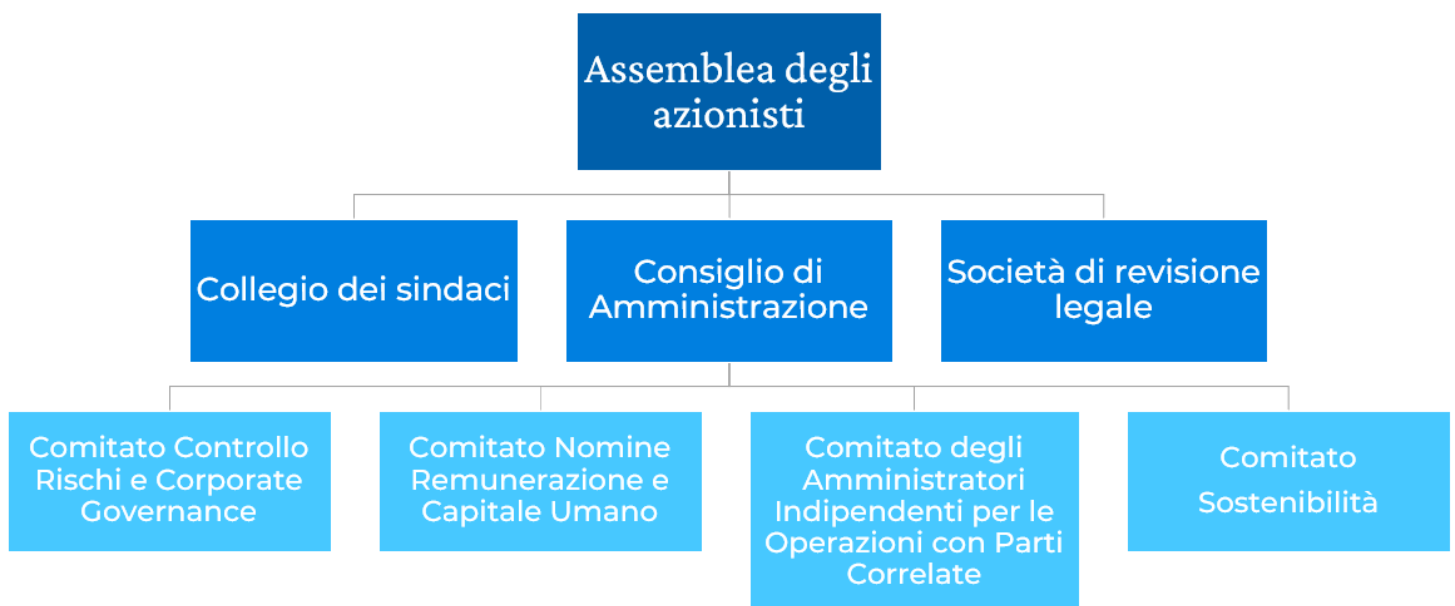 Assemblea degli
azionisti
Collegio dei sindaci
Consiglio di
Amministrazione
Società di revisione
legale
Comitato Controllo
Rischi e Corporate
Governance
Comitato Nomine
Remunerazione e
Capitale Umano
Comitato degli
Amministratori
Indipendenti per le
Operazioni con Parti
Correlate
Comitato
Sostenibilità